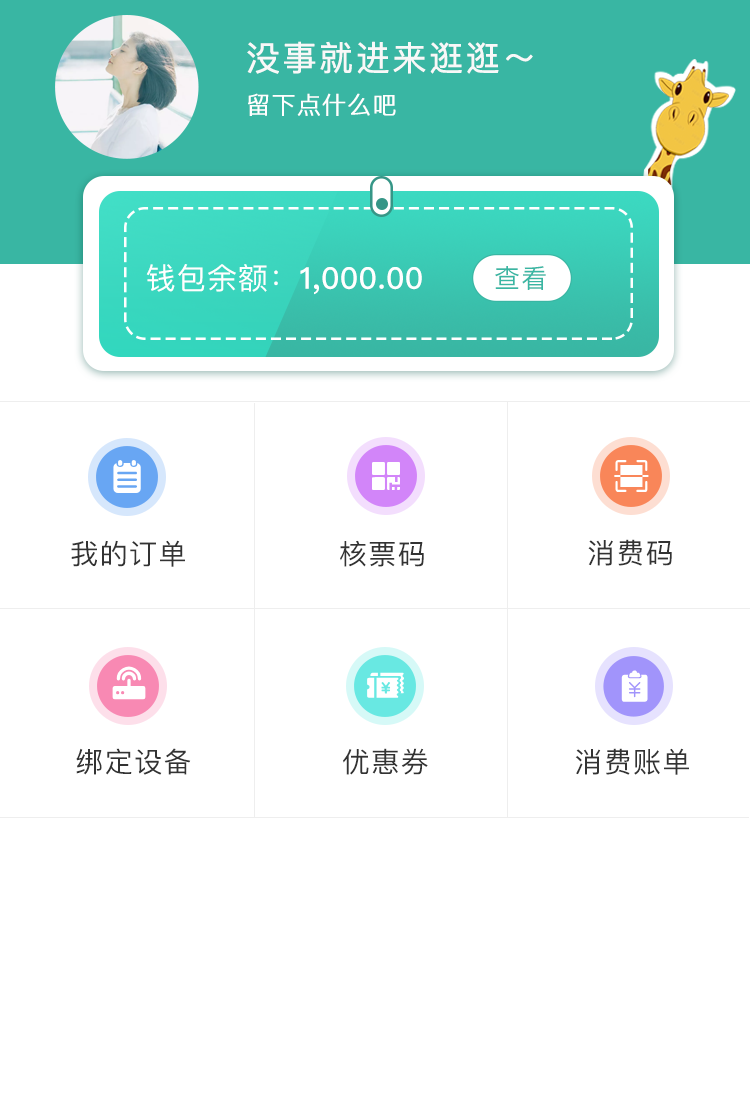 没事就进来逛逛～
留下点什么吧
钱包余额：1,000.00 查看
我的订单 核票码 消费码
绑定设备 优惠券 消费账单